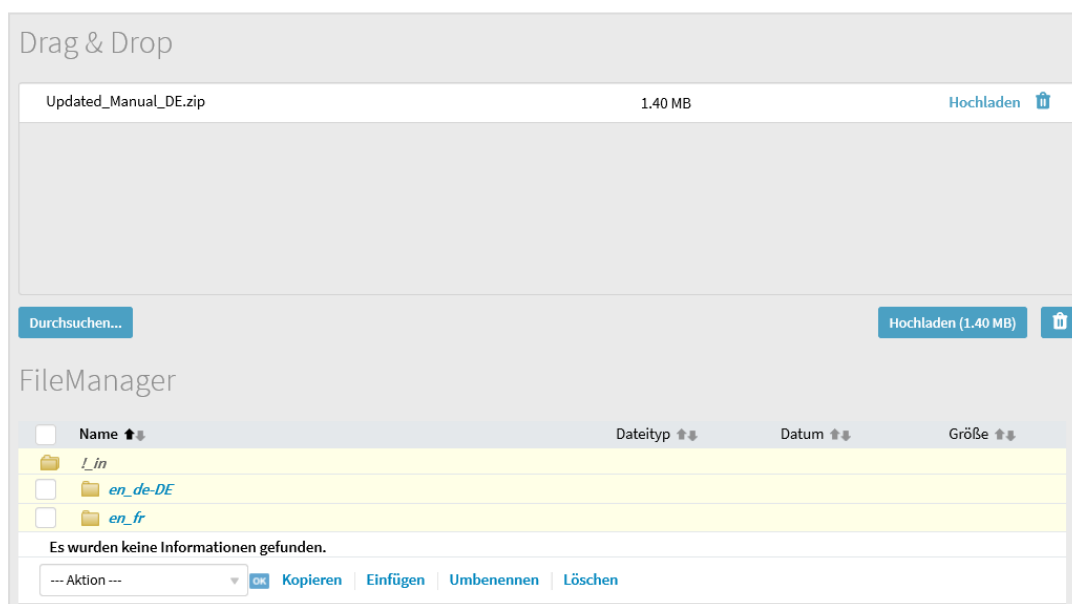 Drag & Drop
Updated_Manual_DE.zip 1.40 MB Hochladen
Durchsuchen... Hochladen (1.40 MB)
FileManager
Name Dateityp Datum Größe
!_in
en_de-DE
en_fr
Es wurden keine Informationen gefunden.
--- Aktion --- OK Kopieren Einfügen Umbenennen Löschen